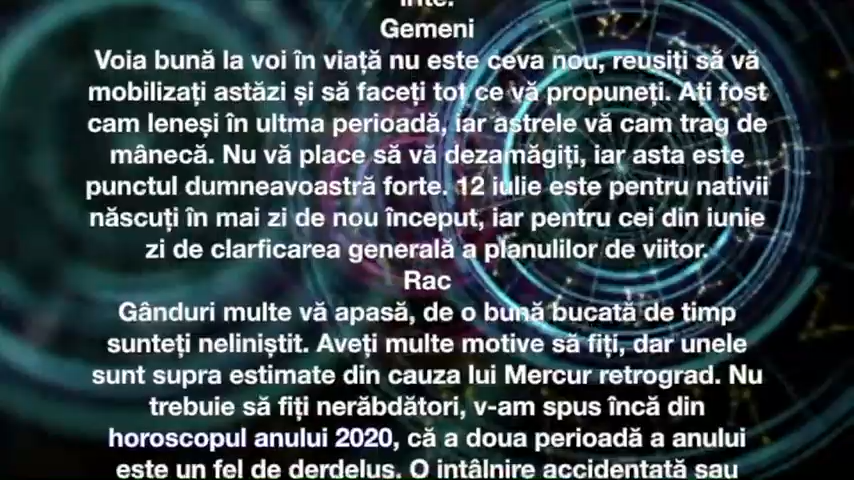 inte.
Gemeni
Voia bună la voi în viață nu este ceva nou, reusiți să vă
mobilizați astăzi și să faceți tot ce vă propuneți. Ați fost
cam leneși în ultma perioadă, iar astrele vă cam trag de
mânecă. Nu vă place să vă dezamăgiți, iar asta este
punctul dumneavoastră forte. 12 iulie este pentru nativii
născuți în mai zi de nou început, iar pentru cei din iunie
zi de clarficarea generală a planulilor de viitor.
Rac
Gânduri multe vă apasă, de o bună bucată de timp
sunteți neliniștit. Aveți multe motive să fiți, dar unele
sunt supra estimate din cauza lui Mercur retrograd. Nu
trebuie să fiți nerăbdători, v-am spus încă din
horoscopul anului 2020, că a doua perioadă a anului
este un fel de derdelus. O întâlnire accidentată sau